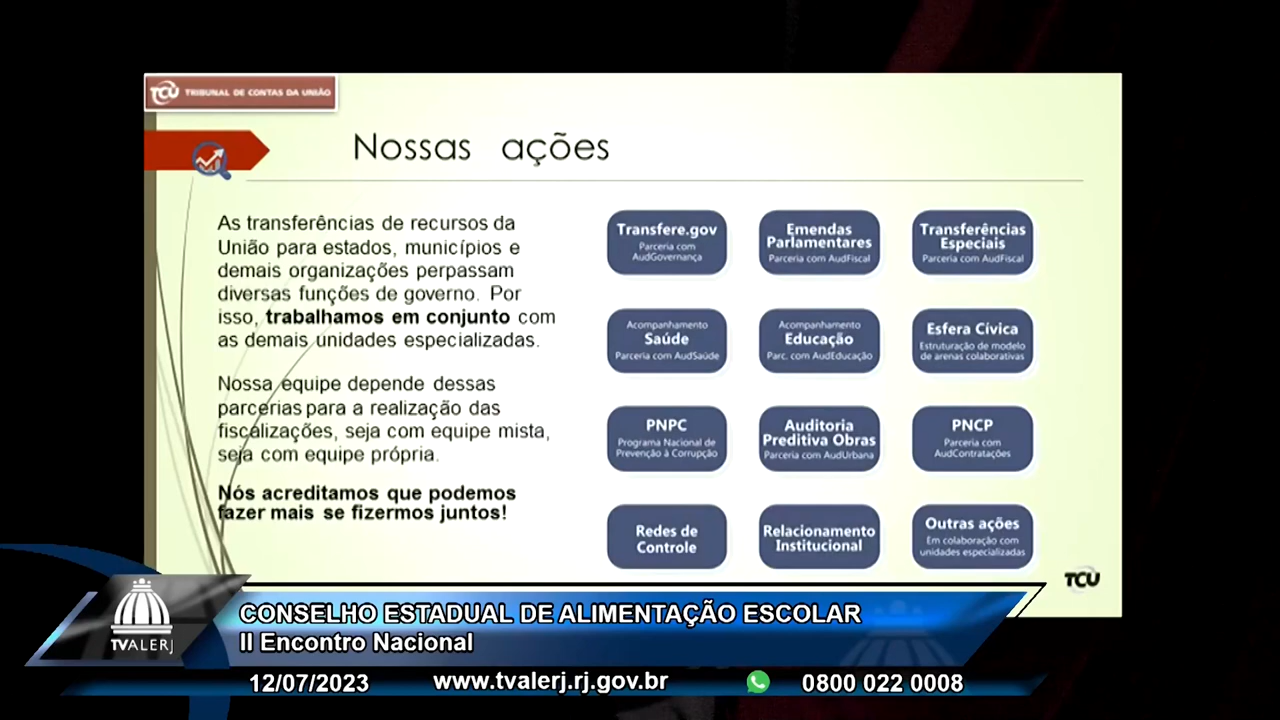 TCU TRIBUNAL DE CONTAS DA UNIÃO
Nossas ações
As transferências de recursos da
União para estados, municípios e
demais organizações perpassam
diversas funções de governo. Por
isso, trabalhamos em conjunto com
as demais unidades especializadas.
Nossa equipe depende dessas
parcerias para a realização das
fiscalizações, seja com equipe mista,
seja com equipe própria.
Nós acreditamos que podemos
fazer mais se fizermos juntos!
Transfere.gov
Parceria com
AudGovernança
Emendas
Parlamentares
Parceria com AudFiscal
Transferências
Especiais
Parceria com AudFiscal
Acompanhamento
Saúde
Parceria com AudSaúde
Acompanhamento
Educação
Parc. com AudEducação
Esfera Cívica
Estruturação de modelo
de arenas colaborativas
PNPC
Programa Nacional de
Prevenção à Corrupção
Auditoria
Preditiva Obras
Parceria com AudUrbana
PNCP
Parceria com
AudContratações
Redes de
Controle
Relacionamento
Institucional
Outras ações
Em colaboração com
unidades especializadas
TCU
TVALERJ
CONSELHO ESTADUAL DE ALIMENTAÇÃO ESCOLAR
II Encontro Nacional
12/07/2023 www.tvalerj.rj.gov.br 0800 022 0008